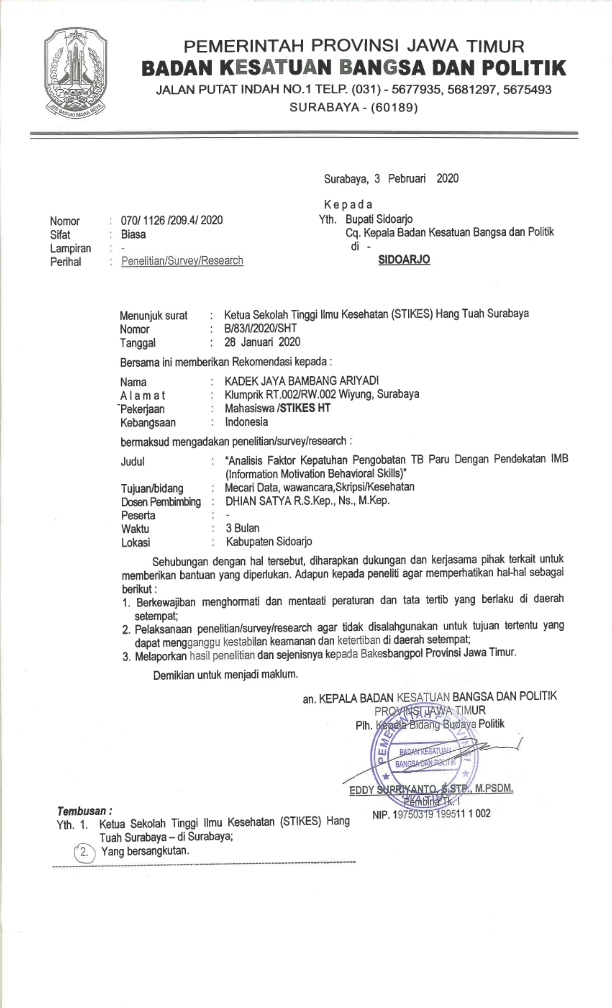 PEMERINTAH PROVINSI JAWA TIMUR
BADAN KESATUAN BANGSA DAN POLITIK
JALAN PUTAT INDAH NO.1 TELP. (031) - 5677935, 5681297, 5675493
SURABAYA - (60189)
Surabaya, 3 Pebruari 2020
K e p a d a
Nomor : 070/ 1126 /209.4/ 2020
Sifat : Biasa
Lampiran : -
Perihal : Penelitian/Survey/Research
Yth. Bupati Sidoarjo
Cq. Kepala Badan Kesatuan Bangsa dan Politik
di -
SIDOARJO
Menunjuk surat : Ketua Sekolah Tinggi Ilmu Kesehatan (STIKES) Hang Tuah Surabaya
Nomor : B/83/I/2020/SHT
Tanggal : 28 Januari 2020
Bersama ini memberikan Rekomendasi kepada :
Nama : KADEK JAYA BAMBANG ARIYADI
A l a m a t : Klumprik RT.002/RW.002 Wiyung, Surabaya
Pekerjaan : Mahasiswa /STIKES HT
Kebangsaan : Indonesia
bermaksud mengadakan penelitian/survey/research :
Judul : "Analisis Faktor Kepatuhan Pengobatan TB Paru Dengan Pendekatan IMB
(Information Motivation Behavioral Skills)"
Tujuan/bidang : Mecari Data, wawancara,Skripsi/Kesehatan
Dosen Pembimbing : DHIAN SATYA R.S.Kep., Ns., M.Kep.
Peserta : -
Waktu : 3 Bulan
Lokasi : Kabupaten Sidoarjo
Sehubungan dengan hal tersebut, diharapkan dukungan dan kerjasama pihak terkait untuk
memberikan bantuan yang diperlukan. Adapun kepada peneliti agar memperhatikan hal-hal sebagai
berikut :
1. Berkewajiban menghormati dan mentaati peraturan dan tata tertib yang berlaku di daerah
setempat;
2. Pelaksanaan penelitian/survey/research agar tidak disalahgunakan untuk tujuan tertentu yang
dapat mengganggu kestabilan keamanan dan ketertiban di daerah setempat;
3. Melaporkan hasil penelitian dan sejenisnya kepada Bakesbangpol Provinsi Jawa Timur.
Demikian untuk menjadi maklum.
an. KEPALA BADAN KESATUAN BANGSA DAN POLITIK
PROVINSI JAWA TIMUR
Plh. Kepala Bidang Budaya Politik
BADAN KESATUAN
BANGSA DAN POLITIK
EDDY SUPRIYANTO, S.STP., M.PSDM.
Pembina Tk. I
NIP. 19750319 199511 1 002
Tembusan :
Yth. 1. Ketua Sekolah Tinggi Ilmu Kesehatan (STIKES) Hang
Tuah Surabaya – di Surabaya;
2. Yang bersangkutan.